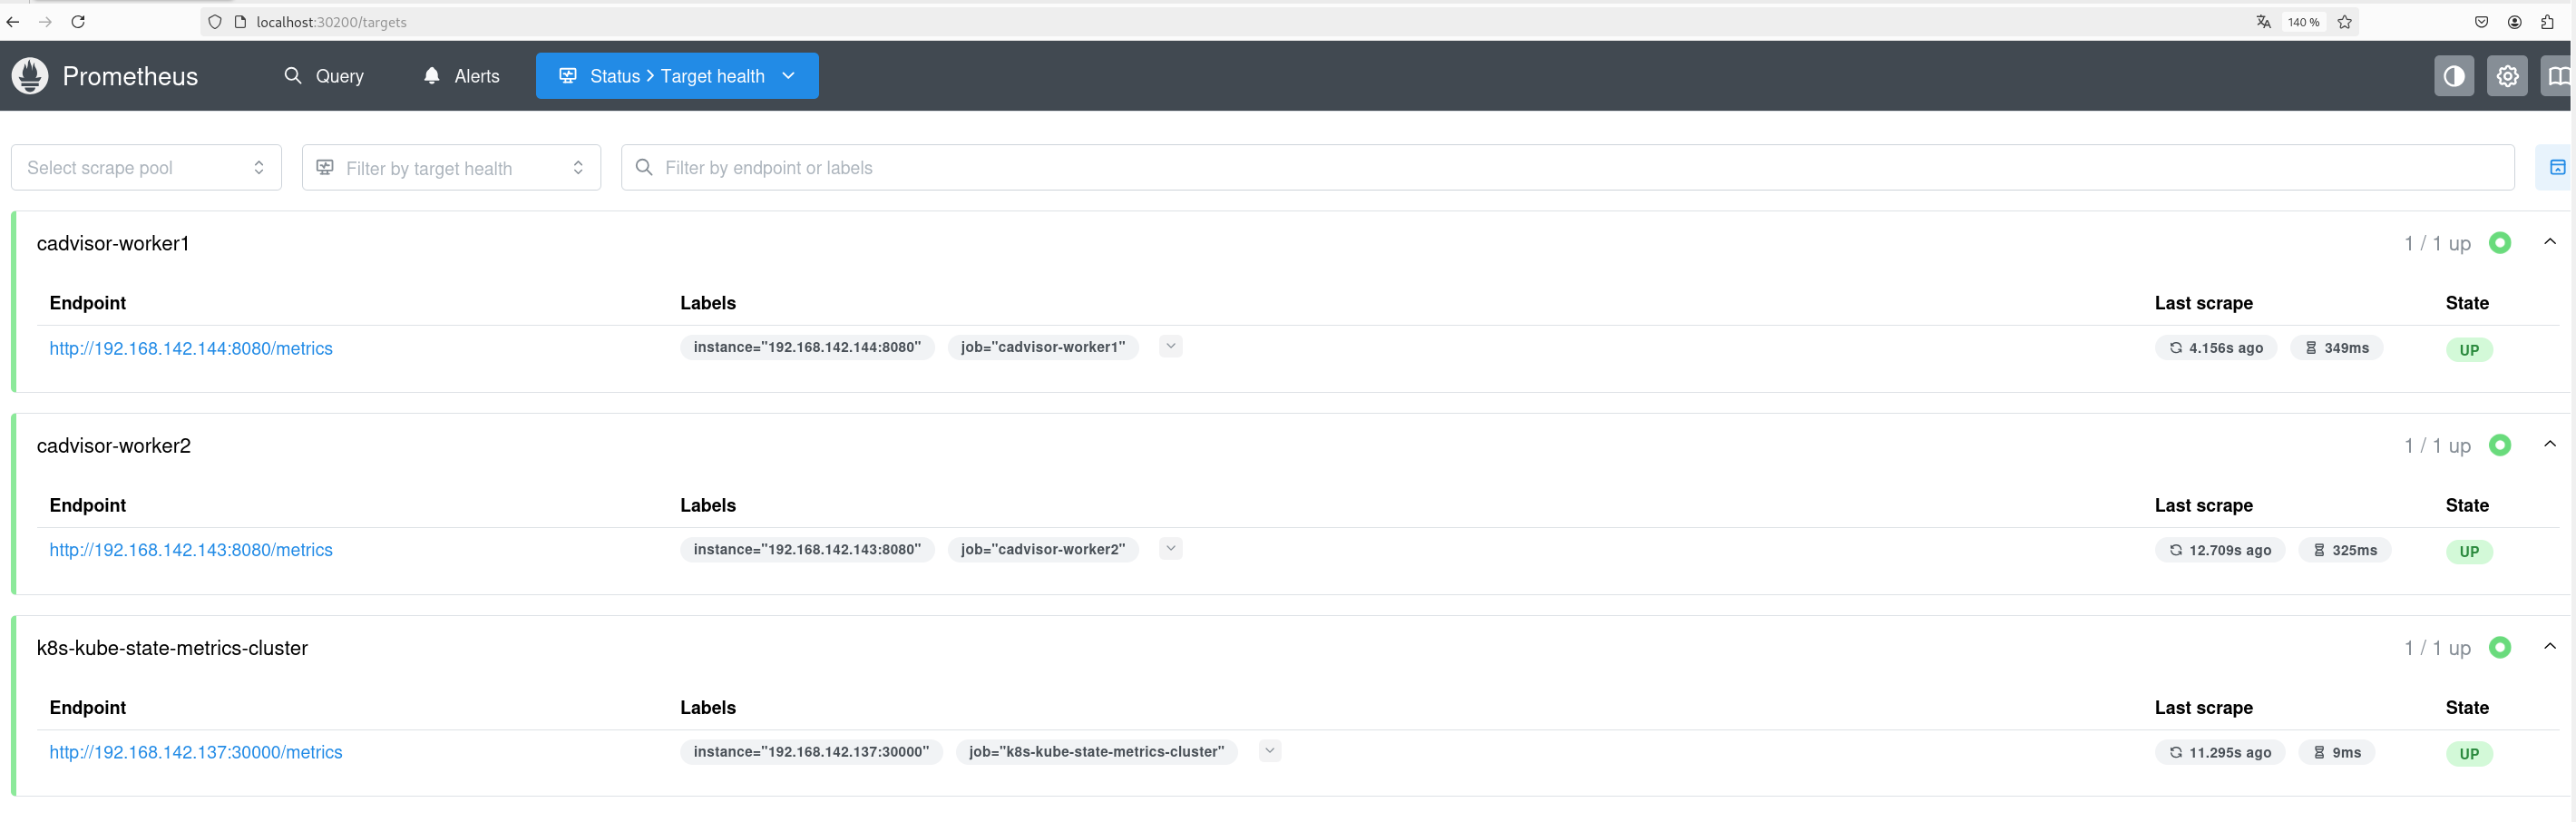 localhost:30200/targets 140 %
Prometheus Query Alerts Status > Target health
Select scrape pool Filter by target health Filter by endpoint or labels
cadvisor-worker1 1 / 1 up
Endpoint Labels Last scrape State
http://192.168.142.144:8080/metrics instance="192.168.142.144:8080" job="cadvisor-worker1" 4.156s ago 349ms UP
cadvisor-worker2 1 / 1 up
Endpoint Labels Last scrape State
http://192.168.142.143:8080/metrics instance="192.168.142.143:8080" job="cadvisor-worker2" 12.709s ago 325ms UP
k8s-kube-state-metrics-cluster 1 / 1 up
Endpoint Labels Last scrape State
http://192.168.142.137:30000/metrics instance="192.168.142.137:30000" job="k8s-kube-state-metrics-cluster" 11.295s ago 9ms UP